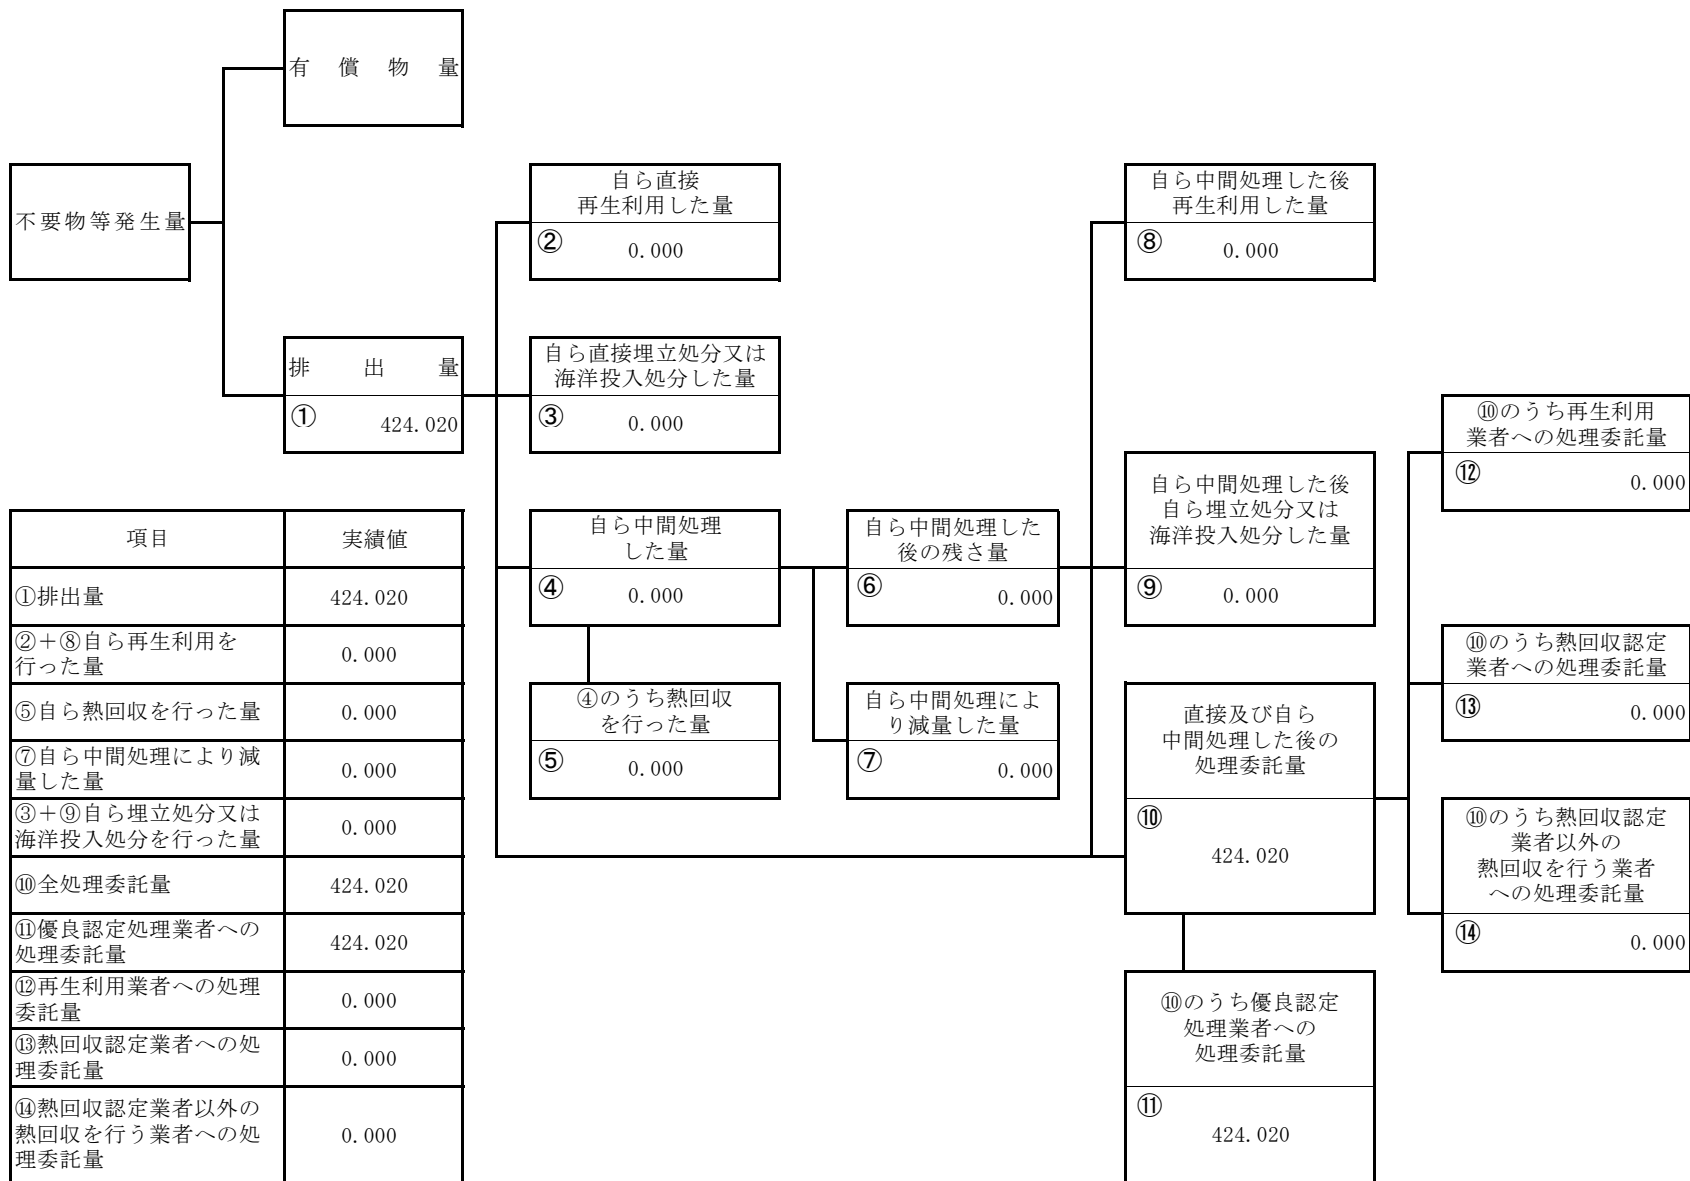 有償物量
不要物等発生量
排出量
① 424.020
自ら直接
再生利用した量
② 0.000
自ら直接埋立処分又は
海洋投入処分した量
③ 0.000
自ら中間処理
した量
④ 0.000
④のうち熱回収
を行った量
⑤ 0.000
自ら中間処理した
後の残さ量
⑥ 0.000
自ら中間処理によ
り減量した量
⑦ 0.000
自ら中間処理した後
再生利用した量
⑧ 0.000
自ら中間処理した後
自ら埋立処分又は
海洋投入処分した量
⑨ 0.000
直接及び自ら
中間処理した後の
処理委託量
⑩
424.020
⑩のうち優良認定
処理業者への
処理委託量
⑪
424.020
⑩のうち再生利用
業者への処理委託量
⑫ 0.000
⑩のうち熱回収認定
業者への処理委託量
⑬ 0.000
⑩のうち熱回収認定
業者以外の
熱回収を行う業者
への処理委託量
⑭ 0.000
項目 実績値
①排出量 424.020
②+⑧自ら再生利用を
行った量 0.000
⑤自ら熱回収を行った量 0.000
⑦自ら中間処理により減
量した量 0.000
③+⑨自ら埋立処分又は
海洋投入処分を行った量 0.000
⑩全処理委託量 424.020
⑪優良認定処理業者への
処理委託量 424.020
⑫再生利用業者への処理
委託量 0.000
⑬熱回収認定業者への処
理委託量 0.000
⑭熱回収認定業者以外の
熱回収を行う業者への処
理委託量 0.000